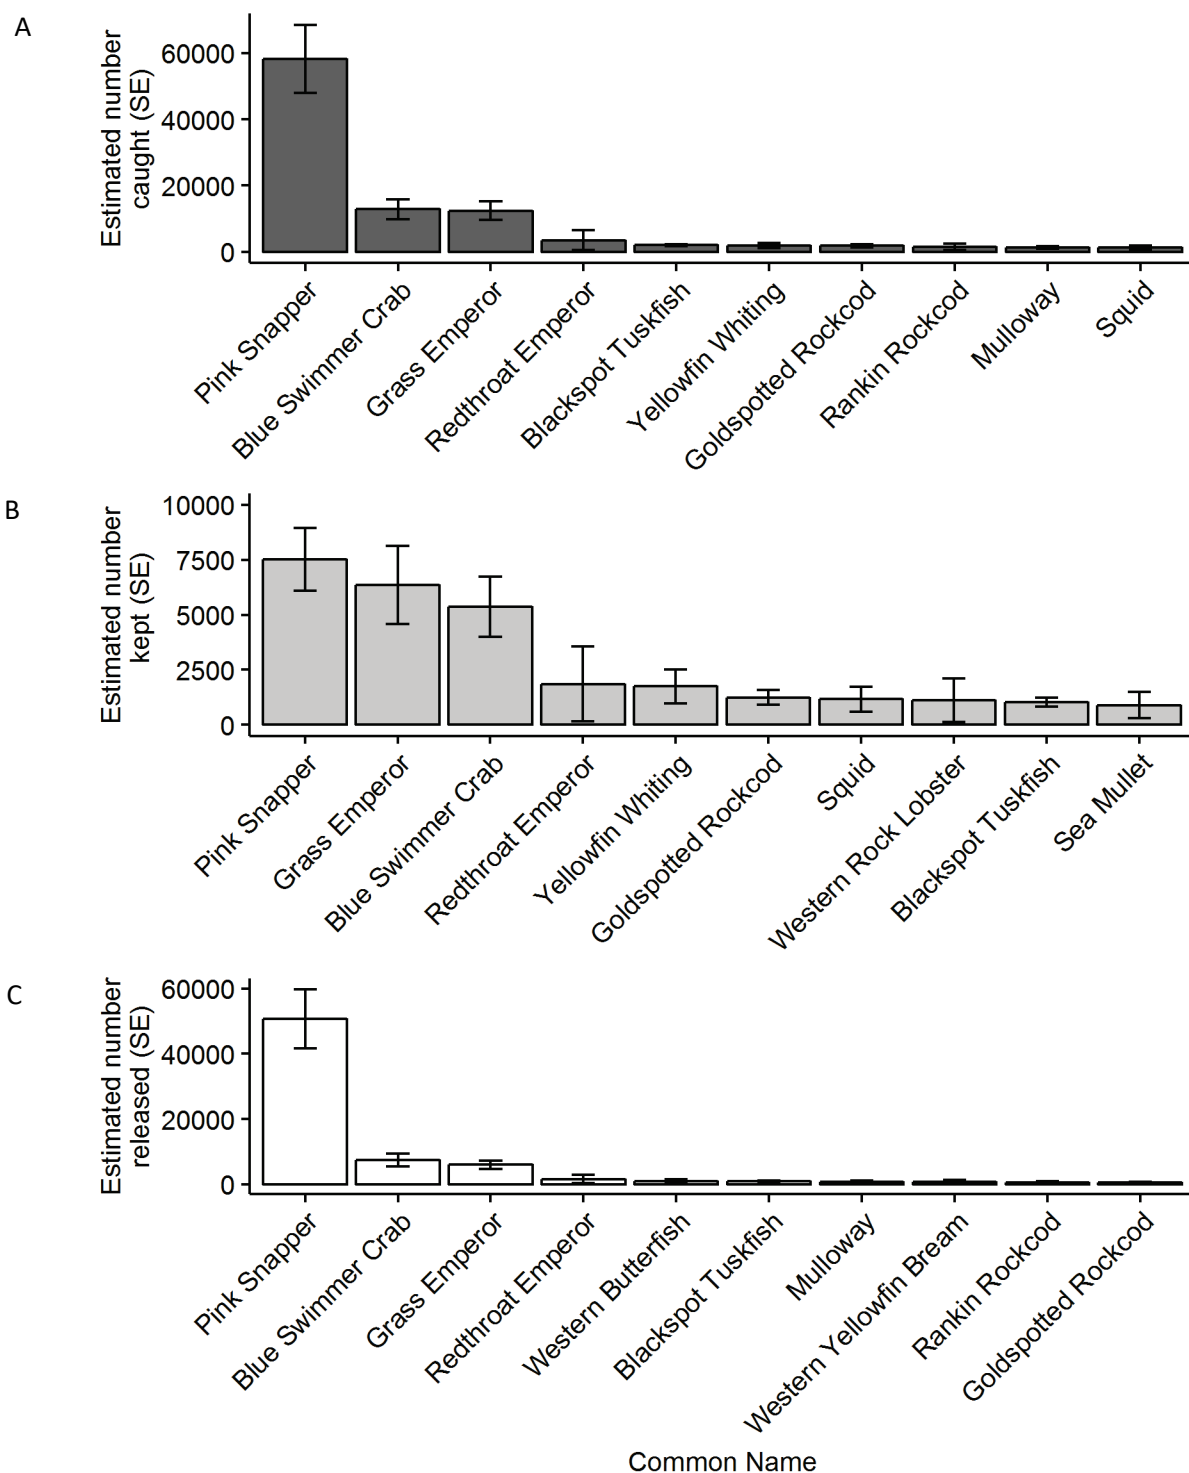 A
Estimated number
caught (SE)
60000
40000
20000
0
Pink Snapper
Blue Swimmer Crab
Grass Emperor
Redthroat Emperor
Blackspot Tuskfish
Yellowfin Whiting
Goldspotted Rockcod
Rankin Rockcod
Mulloway
Squid
B
Estimated number
kept (SE)
10000
7500
5000
2500
0
Pink Snapper
Grass Emperor
Blue Swimmer Crab
Redthroat Emperor
Yellowfin Whiting
Goldspotted Rockcod
Squid
Western Rock Lobster
Blackspot Tuskfish
Sea Mullet
C
Estimated number
released (SE)
60000
40000
20000
0
Pink Snapper
Blue Swimmer Crab
Grass Emperor
Redthroat Emperor
Western Butterfish
Blackspot Tuskfish
Mulloway
Western Yellowfin Bream
Rankin Rockcod
Goldspotted Rockcod
Common Name